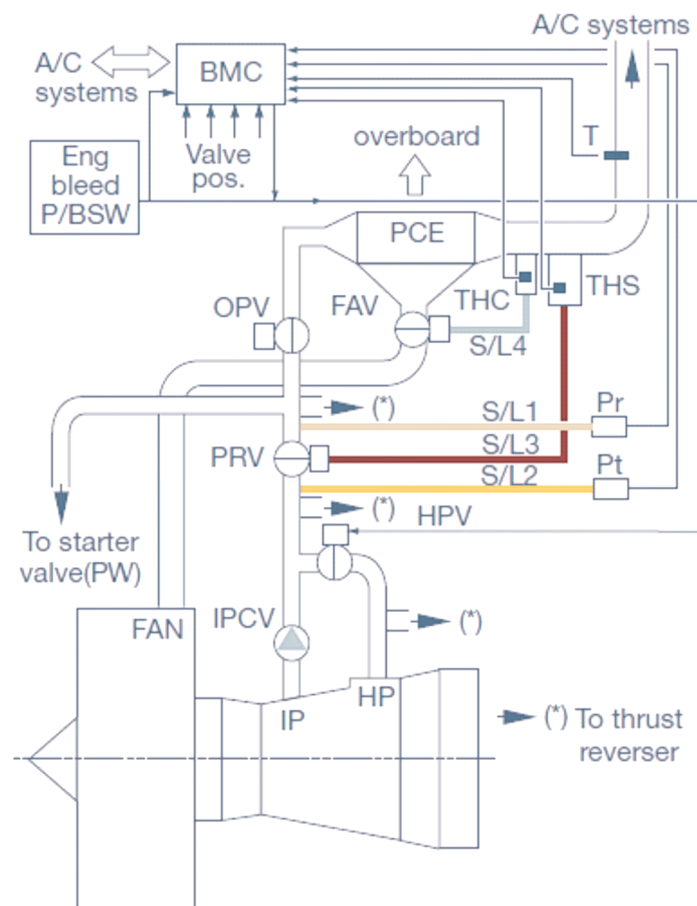 A/C systems
A/C
systems
BMC
Eng
bleed
P/BSW
Valve
pos.
overboard
T
PCE
OPV
FAV
THC
THS
S/L4
(*)
S/L1
Pr
PRV
S/L3
S/L2
Pt
(*)
HPV
To starter
valve(PW)
FAN
IPCV
(*)
IP
HP
(*) To thrust
reverser